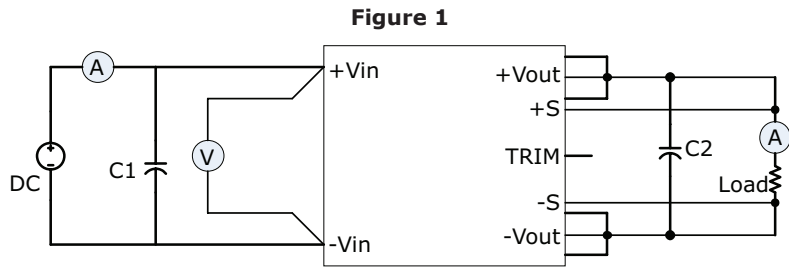 Figure 1
A
+Vin
+Vout
+S
A
DC
+
-
C1
V
TRIM
C2
Load
-S
-Vin
-Vout